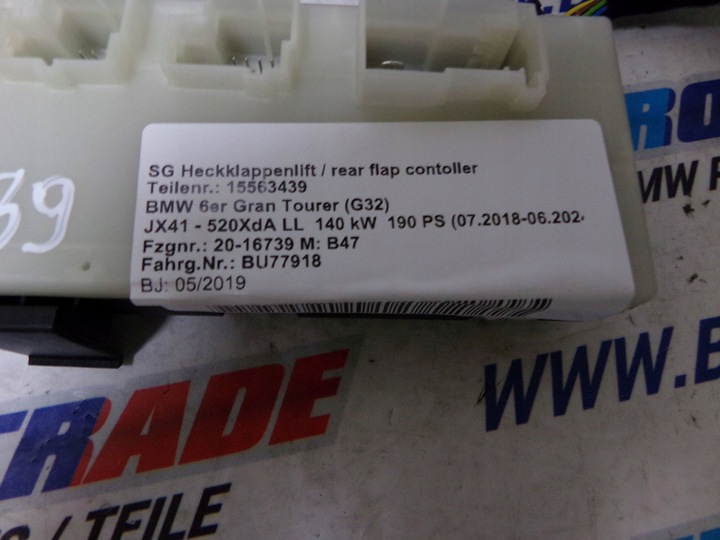 39
SG Heckklappenlift / rear flap contoller
Teilenr.: 15563439
BMW 6er Gran Tourer (G32)
JX41 - 520XdA LL 140 kW 190 PS (07.2018-06.202
Fzgnr.: 20-16739 M: B47
Fahrg.Nr.: BU77918
BJ: 05/2019
RO
BMW
TRADE
WWW.B
/ TEILE